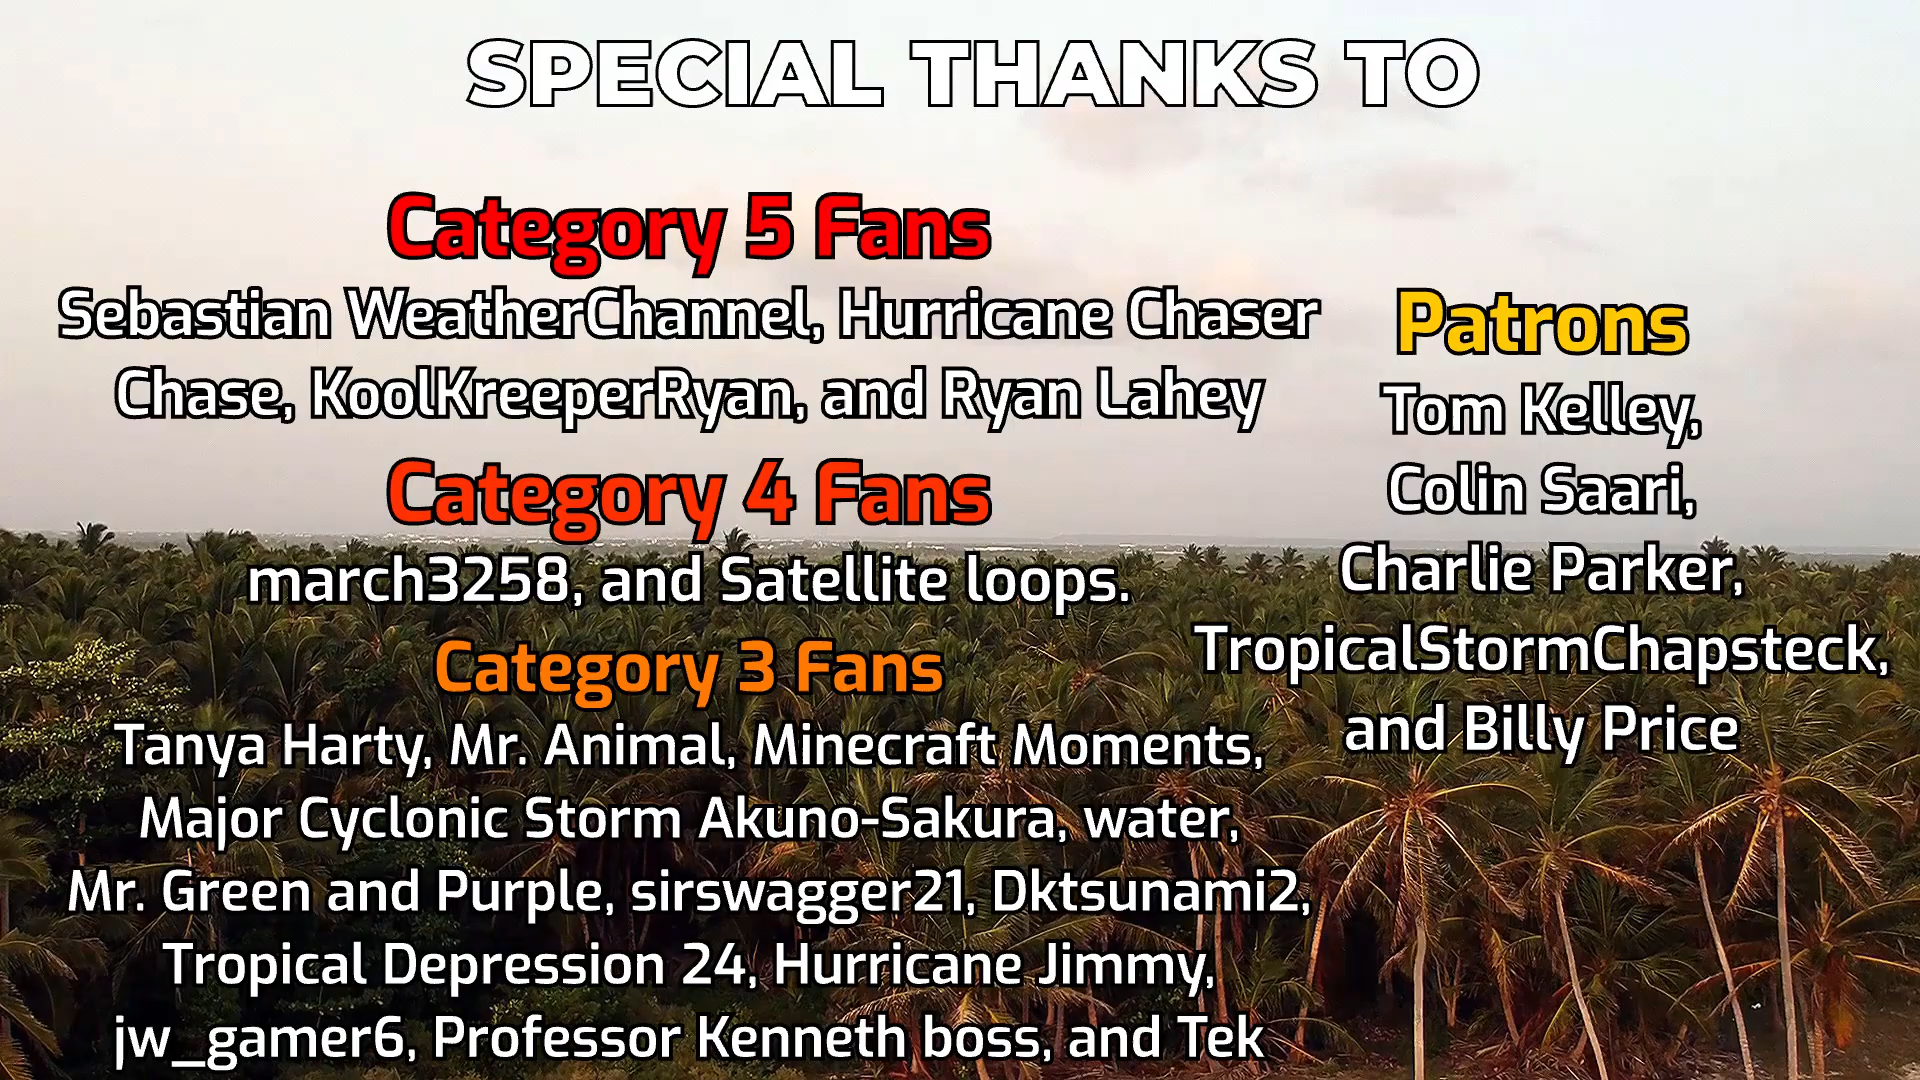 SPECIAL THANKS TO
Category 5 Fans
Sebastian WeatherChannel, Hurricane Chaser
Chase, KoolKreeperRyan, and Ryan Lahey
Category 4 Fans
march3258, and Satellite loops.
Category 3 Fans
Tanya Harty, Mr. Animal, Minecraft Moments,
Major Cyclonic Storm Akuno-Sakura, water,
Mr. Green and Purple, sirswagger21, Dktsunami2,
Tropical Depression 24, Hurricane Jimmy,
jw_gamer6, Professor Kenneth boss, and Tek
Patrons
Tom Kelley,
Colin Saari,
Charlie Parker,
TropicalStormChapsteck,
and Billy Price